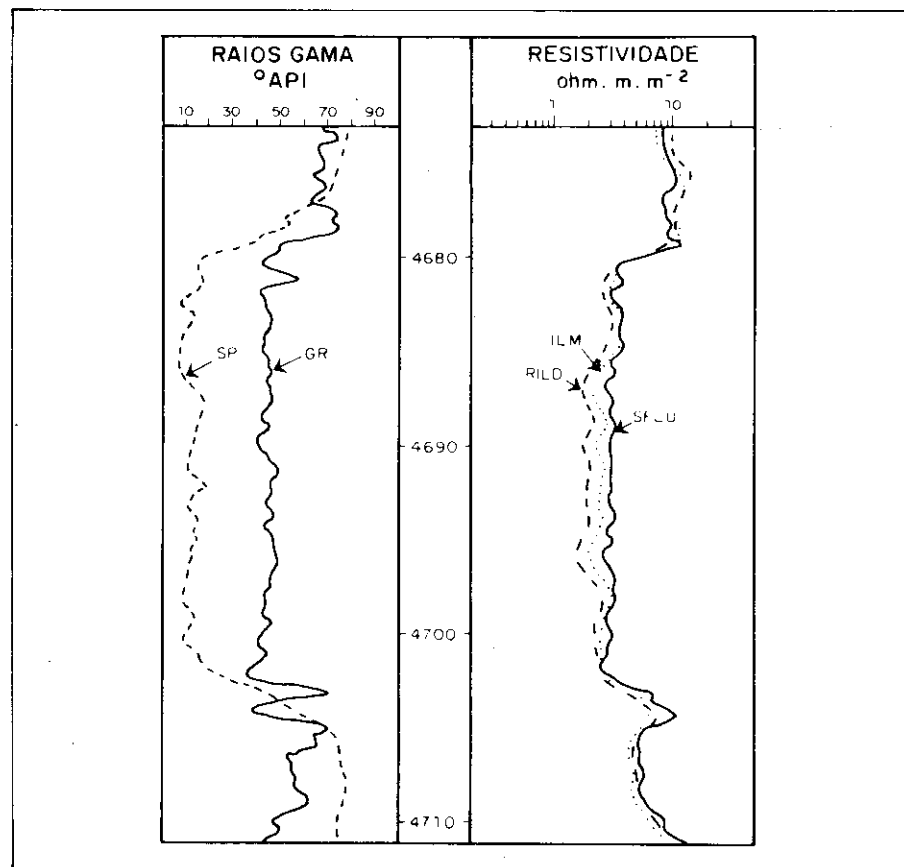 RAIOS GAMA
°API
10 30 50 70 90
RESISTIVIDADE
ohm. m. m⁻²
1 10
4680
SP
GR
ILM
RILD
4690
4700
4710